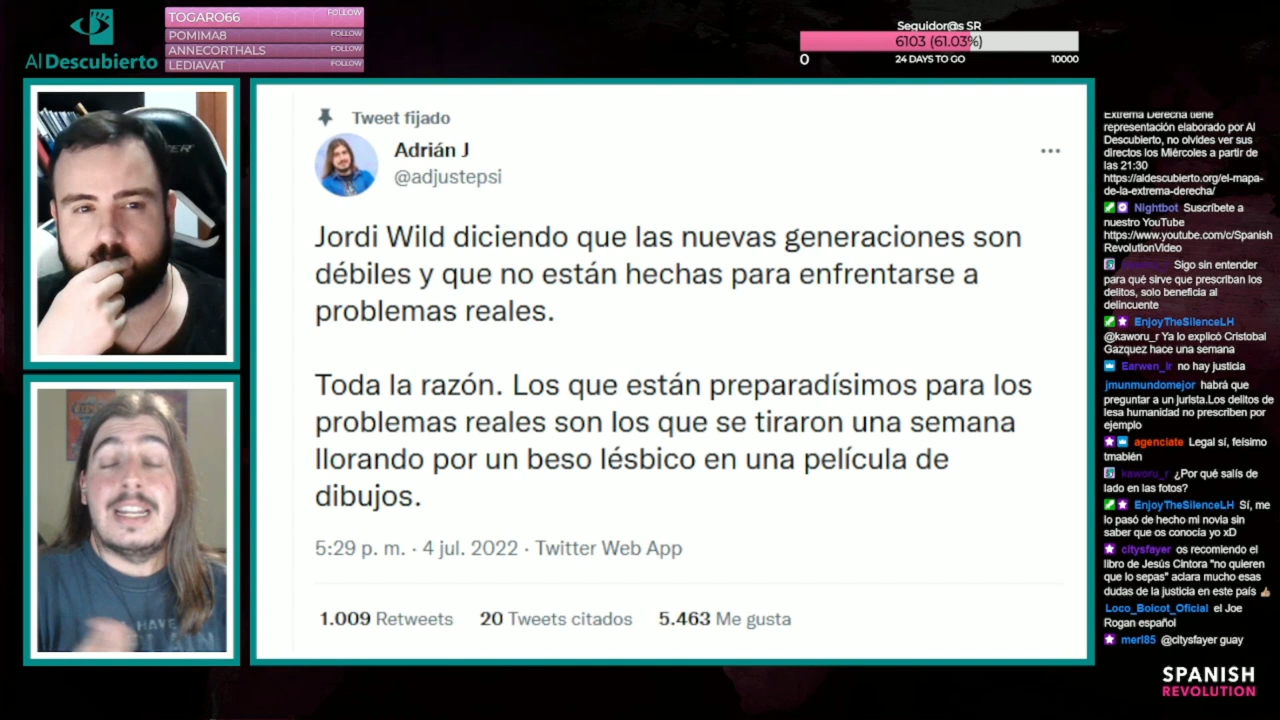 Al Descubierto
TOGARO66 FOLLOW
POMIMA8 FOLLOW
ANNECORTHALS FOLLOW
LEDIAVAT FOLLOW
Seguidor@s SR
6103 (61.03%)
0 24 DAYS TO GO 10000
Tweet fijado
Adrián J
@adjustepsi
Jordi Wild diciendo que las nuevas generaciones son
débiles y que no están hechas para enfrentarse a
problemas reales.
Toda la razón. Los que están preparadísimos para los
problemas reales son los que se tiraron una semana
llorando por un beso lésbico en una película de
dibujos.
5:29 p. m. · 4 jul. 2022 · Twitter Web App
1.009 Retweets 20 Tweets citados 5.463 Me gusta
Extrema Derecha tiene
representación elaborado por Al
Descubierto, no olvides ver sus
directos los Miércoles a partir de
las 21:30
https://aldescubierto.org/el-mapa-
de-la-extrema-derecha/
Nightbot Suscríbete a
nuestro YouTube
https://www.youtube.com/c/Spanish
RevolutionVideo
Sigo sin entender
para qué sirve que prescriban los
delitos, solo beneficia al
delincuente
EnjoyTheSilenceLH
@kaworu_r Ya lo explicó Cristobal
Gazquez hace una semana
Earwen_ir no hay justicia
jmunmundomejor habrá que
preguntar a un jurista.Los delitos de
lesa humanidad no prescriben por
ejemplo
agenciate Legal sí, feísimo
tmabién
kaworu_r ¿Por qué salís de
lado en las fotos?
EnjoyTheSilenceLH Sí, me
lo pasó de hecho mi novia sin
saber que os conocía yo xD
citysfayer os recomiendo el
libro de Jesús Cintora "no quieren
que lo sepas" aclara mucho esas
dudas de la justicia en este país
Loco_Boicot_Oficial el Joe
Rogan español
merl85 @citysfayer guay
SPANISH
REVOLUTION